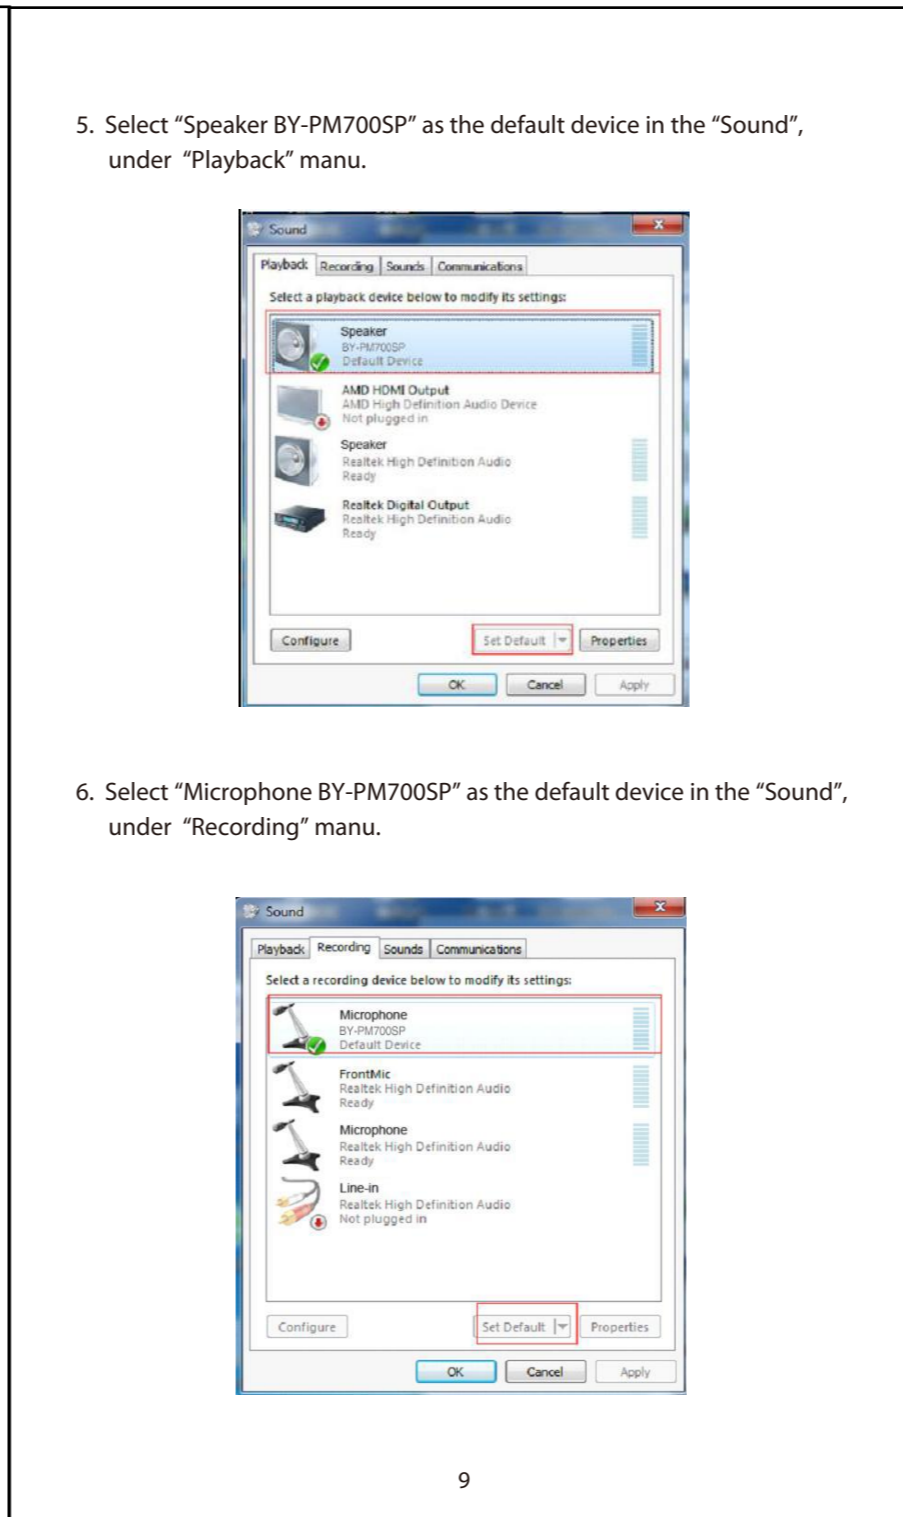 5. Select “Speaker BY-PM700SP” as the default device in the “Sound”,
under “Playback” manu.
Sound
Playback Recording Sounds Communications
Select a playback device below to modify its settings:
Speaker
BY-PM700SP
Default Device
AMD HDMI Output
AMD High Definition Audio Device
Not plugged in
Speaker
Realtek High Definition Audio
Ready
Realtek Digital Output
Realtek High Definition Audio
Ready
Configure Set Default Properties
OK Cancel Apply
6. Select “Microphone BY-PM700SP” as the default device in the “Sound”,
under “Recording” manu.
Sound
Playback Recording Sounds Communications
Select a recording device below to modify its settings:
Microphone
BY-PM700SP
Default Device
FrontMic
Realtek High Definition Audio
Ready
Microphone
Realtek High Definition Audio
Ready
Line-in
Realtek High Definition Audio
Not plugged in
Configure Set Default Properties
OK Cancel Apply
9